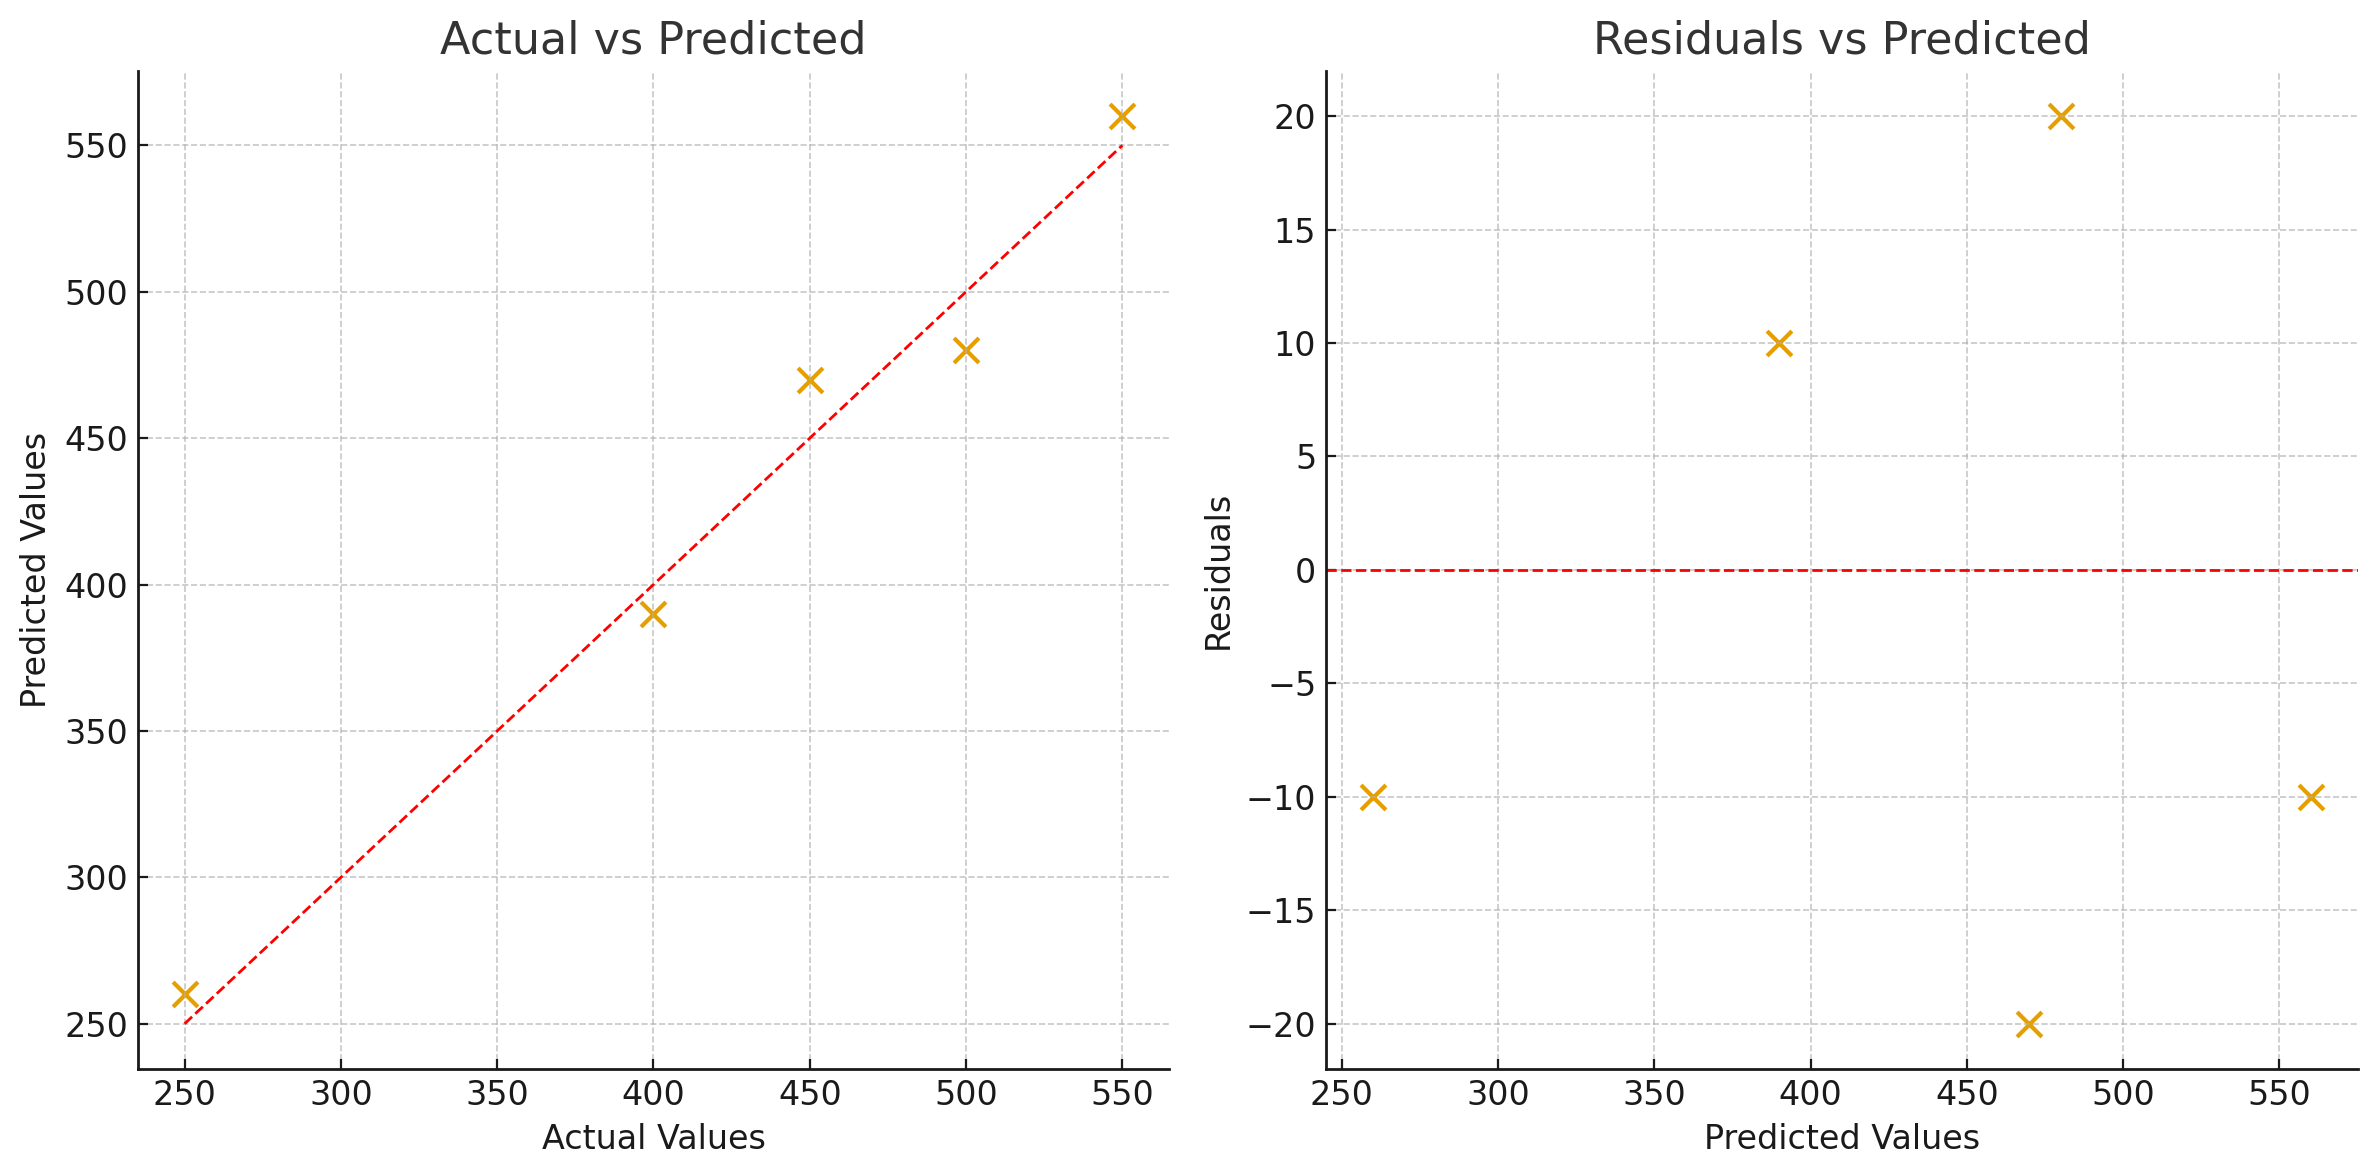 Actual vs Predicted
550
500
450
400
350
300
250
Predicted Values
250 300 350 400 450 500 550
Actual Values
Residuals vs Predicted
20
15
10
5
0
−5
−10
−15
−20
Residuals
250 300 350 400 450 500 550
Predicted Values